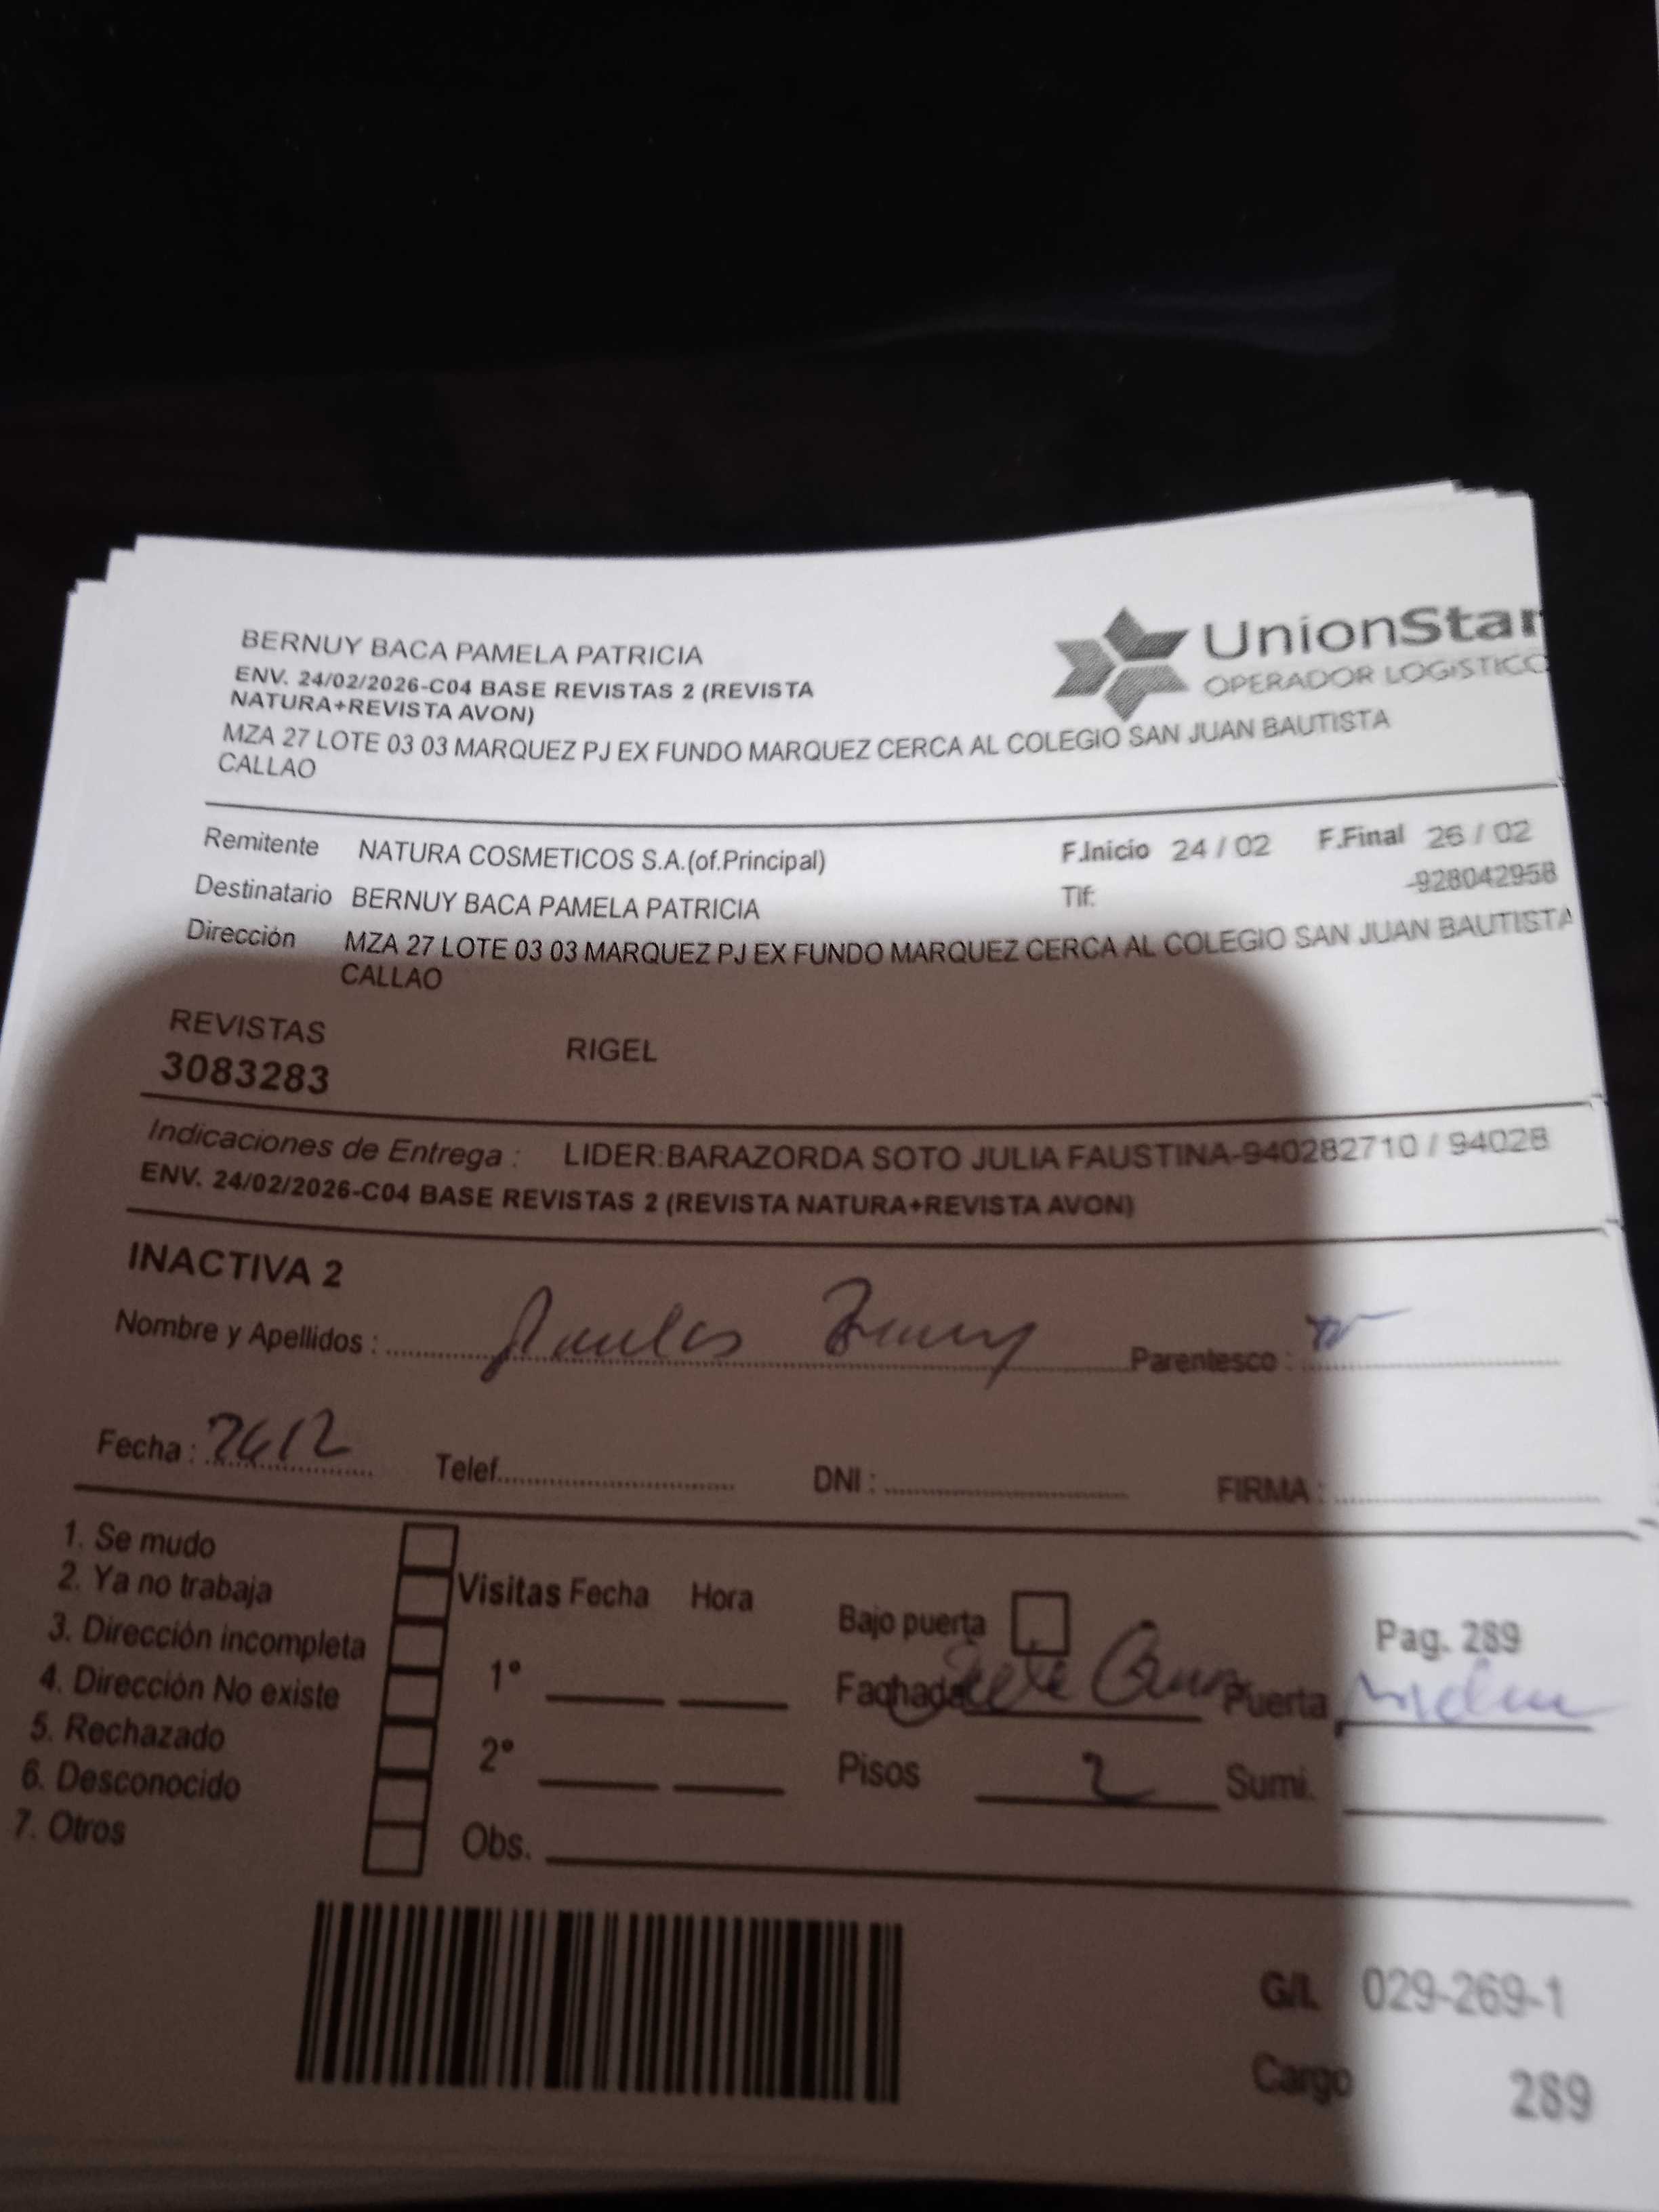 BERNUY BACA PAMELA PATRICIA
ENV. 24/02/2026-C04 BASE REVISTAS 2 (REVISTA
NATURA+REVISTA AVON)
MZA 27 LOTE 03 03 MARQUEZ PJ EX FUNDO MARQUEZ CERCA AL COLEGIO SAN JUAN BAUTISTA
CALLAO
UnionStar
OPERADOR LOGISTICO
Remitente NATURA COSMETICOS S.A.(of.Principal) F.Inicio 24 / 02 F.Final 26 / 02
Destinatario BERNUY BACA PAMELA PATRICIA Tlf: -928042958
Dirección MZA 27 LOTE 03 03 MARQUEZ PJ EX FUNDO MARQUEZ CERCA AL COLEGIO SAN JUAN BAUTISTA
CALLAO
REVISTAS RIGEL
3083283
Indicaciones de Entrega : LIDER:BARAZORDA SOTO JULIA FAUSTINA-940282710 / 94028
ENV. 24/02/2026-C04 BASE REVISTAS 2 (REVISTA NATURA+REVISTA AVON)
INACTIVA 2
Nombre y Apellidos : Parentesco :
Fecha : 26/2 Telef. DNI : FIRMA :
1. Se mudo
2. Ya no trabaja
3. Dirección incompleta
4. Dirección No existe
5. Rechazado
6. Desconocido
7. Otros
Visitas Fecha Hora
1°
2°
Obs.
Bajo puerta Pag. 289
Fachada Puerta
Pisos 2 Sumi.
G/L 029-269-1
Cargo 289